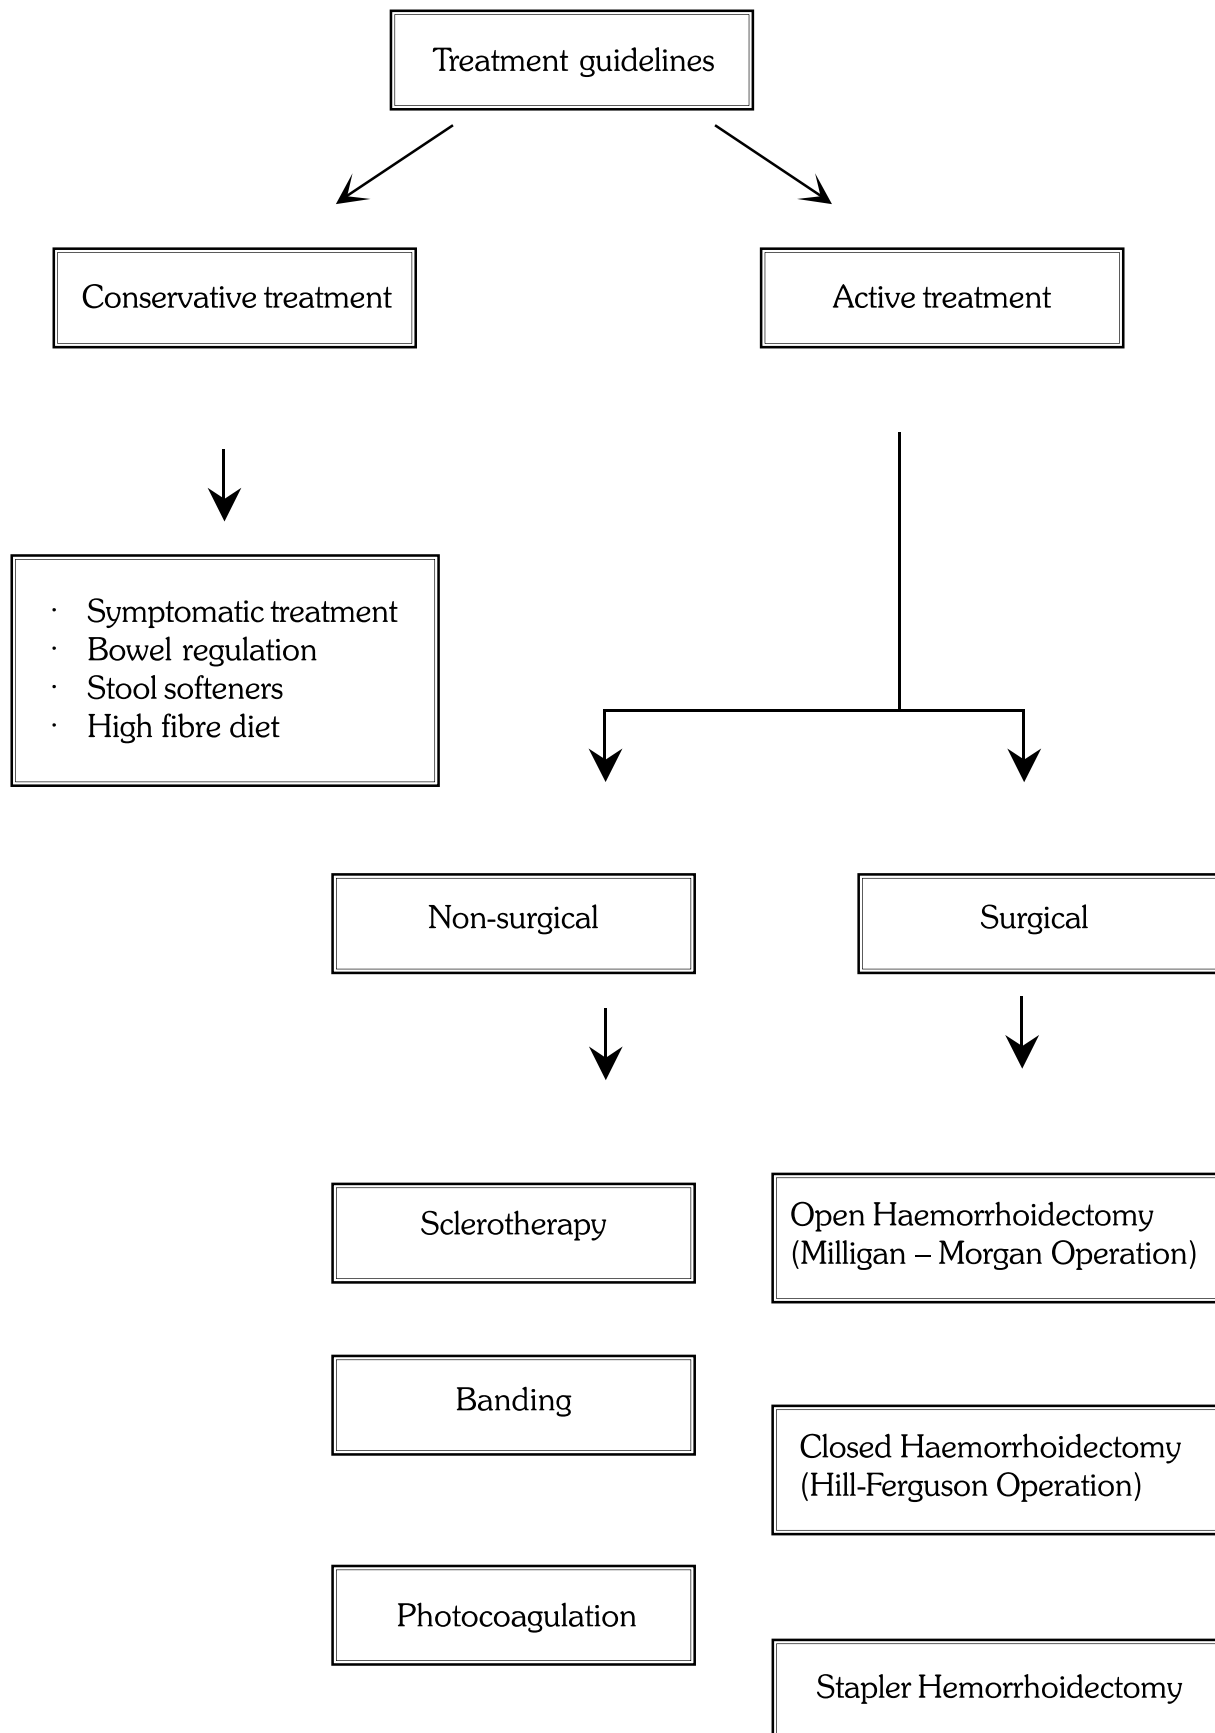 Treatment guidelines
Conservative treatment
Active treatment
· Symptomatic treatment
· Bowel regulation
· Stool softeners
· High fibre diet
Non-surgical
Surgical
Sclerotherapy
Banding
Photocoagulation
Open Haemorrhoidectomy
(Milligan – Morgan Operation)
Closed Haemorrhoidectomy
(Hill-Ferguson Operation)
Stapler Hemorrhoidectomy